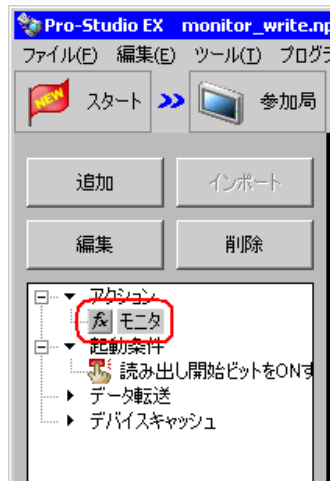 Pro-Studio EX monitor_write.np
ファイル(F) 編集(E) ツール(T) プログラ
NEW スタート 参加局
追加 インポート
編集 削除
アクション
fx モニタ
起動条件
読み出し開始ビットをONす
データ転送
デバイスキャッシュ